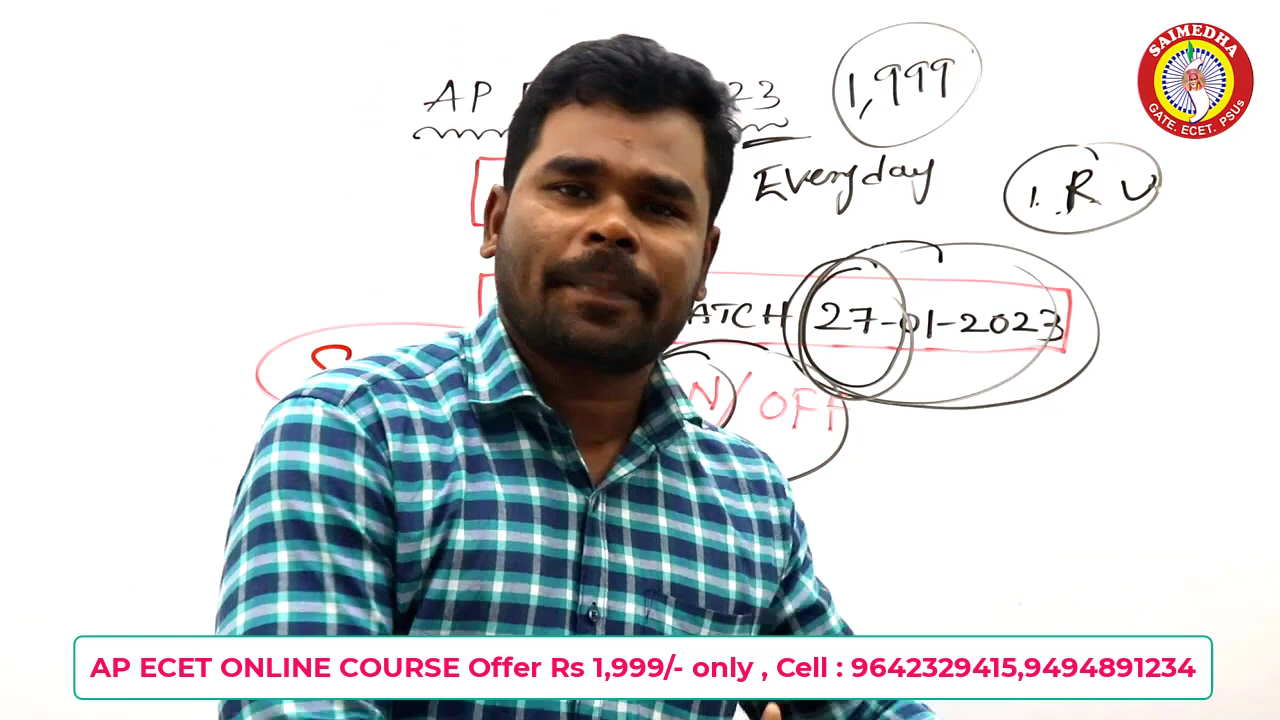 AP
23
1,999
SAIMEDHA
GATE. ECET. PSUs
Everyday
1. R U
ATCH 27-01-2023
N/OFF
AP ECET ONLINE COURSE Offer Rs 1,999/- only , Cell : 9642329415,9494891234